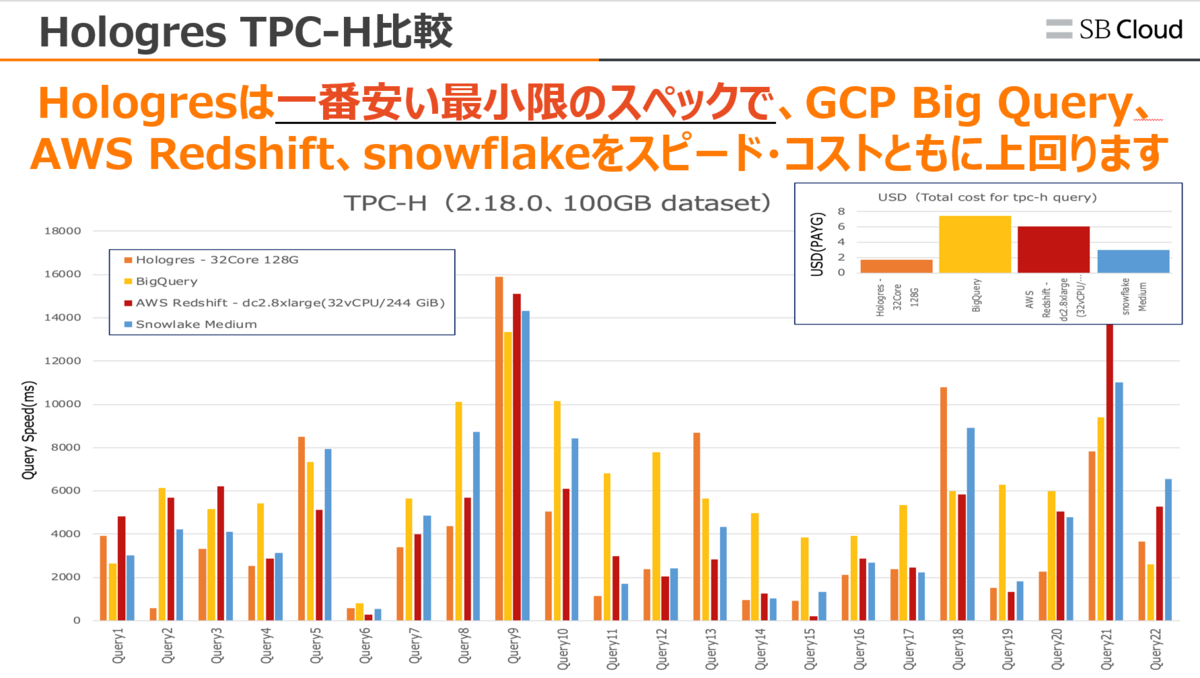 Hologres TPC-H比較
SB Cloud
Hologresは一番安い最小限のスペックで、GCP Big Query、
AWS Redshift、snowflakeをスピード・コストともに上回ります
TPC-H（2.18.0、100GB dataset）
USD（Total cost for tpc-h query)
USD(PAYG)
8
6
4
2
0
Hologres -
32Core
128G
BigQuery
AWS
Redshift -
dc2.8xlarge
(32vCPU/…
snowflake
Medium
Hologres - 32Core 128G
BigQuery
AWS Redshift - dc2.8xlarge(32vCPU/244 GiB)
Snowlake Medium
Query Speed(ms)
18000
16000
14000
12000
10000
8000
6000
4000
2000
0
Query1
Query2
Query3
Query4
Query5
Query6
Query7
Query8
Query9
Query10
Query11
Query12
Query13
Query14
Query15
Query16
Query17
Query18
Query19
Query20
Query21
Query22